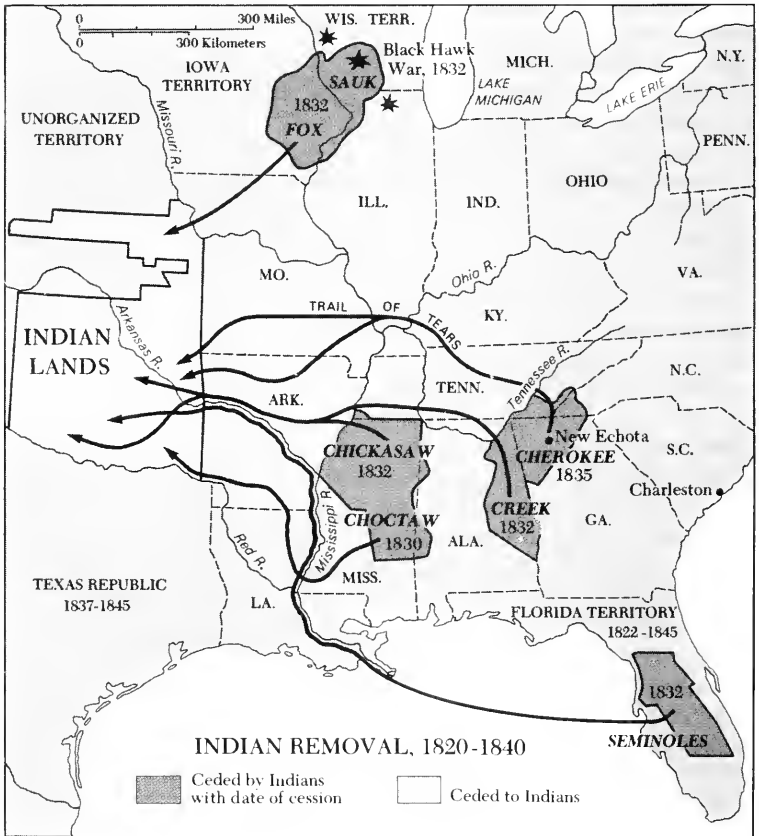 0 300 Miles
0 300 Kilometers
WIS. TERR.
Black Hawk
War, 1832
MICH.
N.Y.
IOWA
TERRITORY
SAUK
1832
FOX
LAKE
MICHIGAN
LAKE ERIE
UNORGANIZED
TERRITORY
Missouri R.
PENN.
ILL.
IND.
OHIO
MO.
Ohio R.
VA.
KY.
TRAIL OF TEARS
Arkansas R.
INDIAN
LANDS
Tennessee R.
TENN.
N.C.
ARK.
New Echota
CHEROKEE
1835
S.C.
CHICKASAW
1832
Charleston
CREEK
1832
GA.
CHOCTAW
1830
ALA.
Mississippi R.
Red R.
MISS.
TEXAS REPUBLIC
1837-1845
LA.
FLORIDA TERRITORY
1822-1845
1832
SEMINOLES
INDIAN REMOVAL, 1820-1840
Ceded by Indians
with date of cession
Ceded to Indians